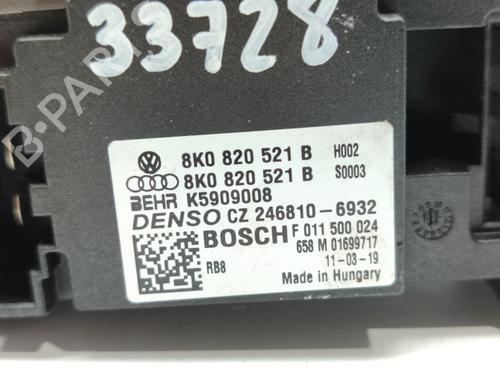 33728
B-PARTS
8K0 820 521 B H002
8K0 820 521 B S0003
BEHR K5909008
DENSO CZ 246810-6932
BOSCH F 011 500 024
658 M 01699717
RB8 11-03-19
Made in Hungary